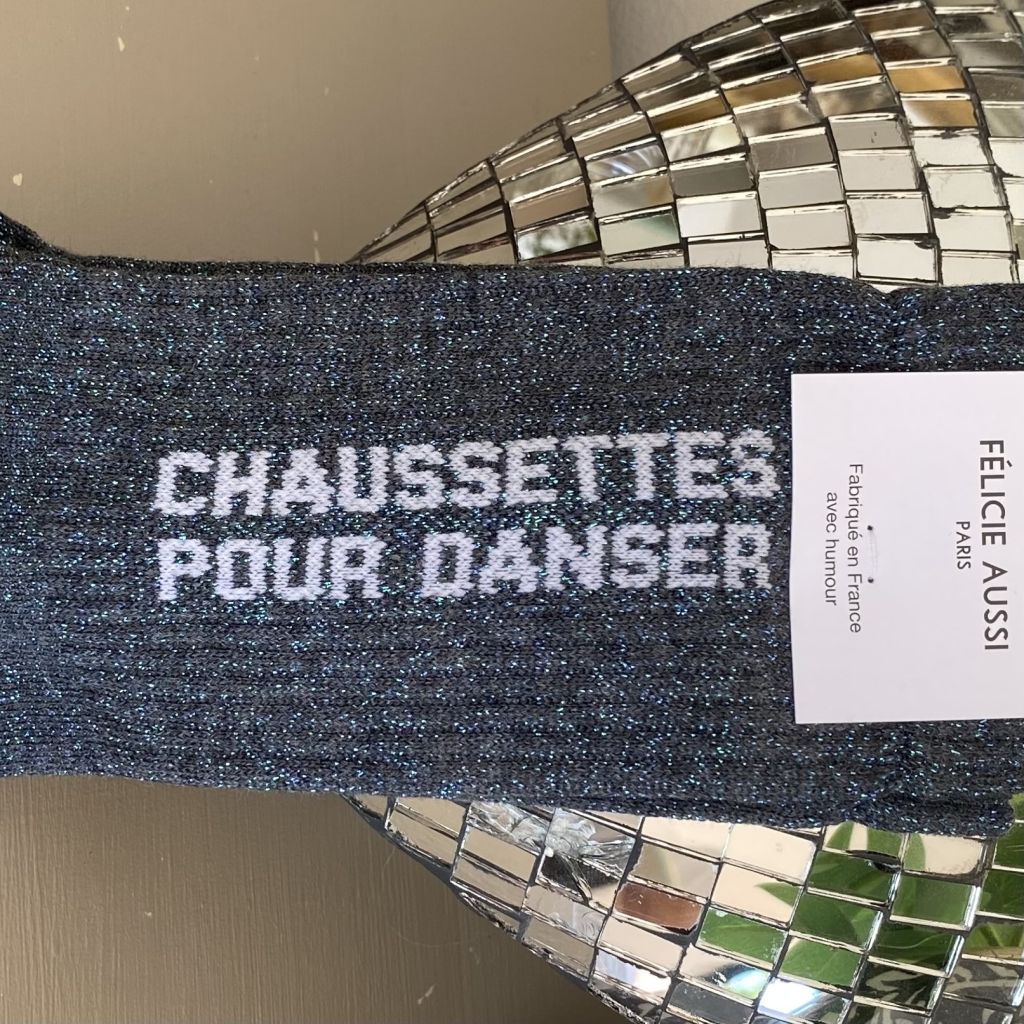 CHAUSSETTES
POUR DANSER
FÉLICIE AUSSI
PARIS
Fabriqué en France
avec humour